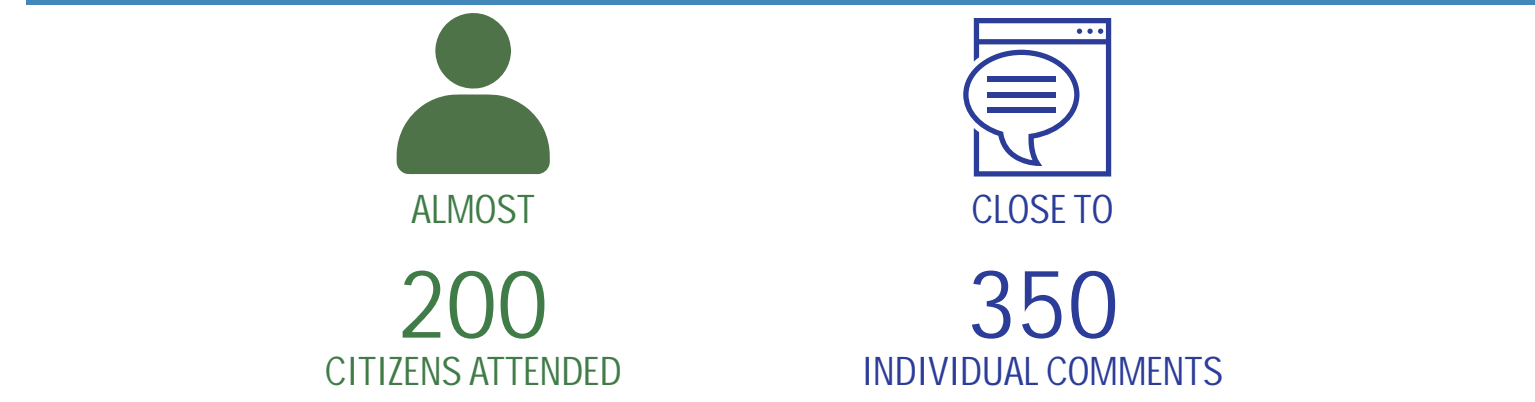 ALMOST
200
CITIZENS ATTENDED
CLOSE TO
350
INDIVIDUAL COMMENTS